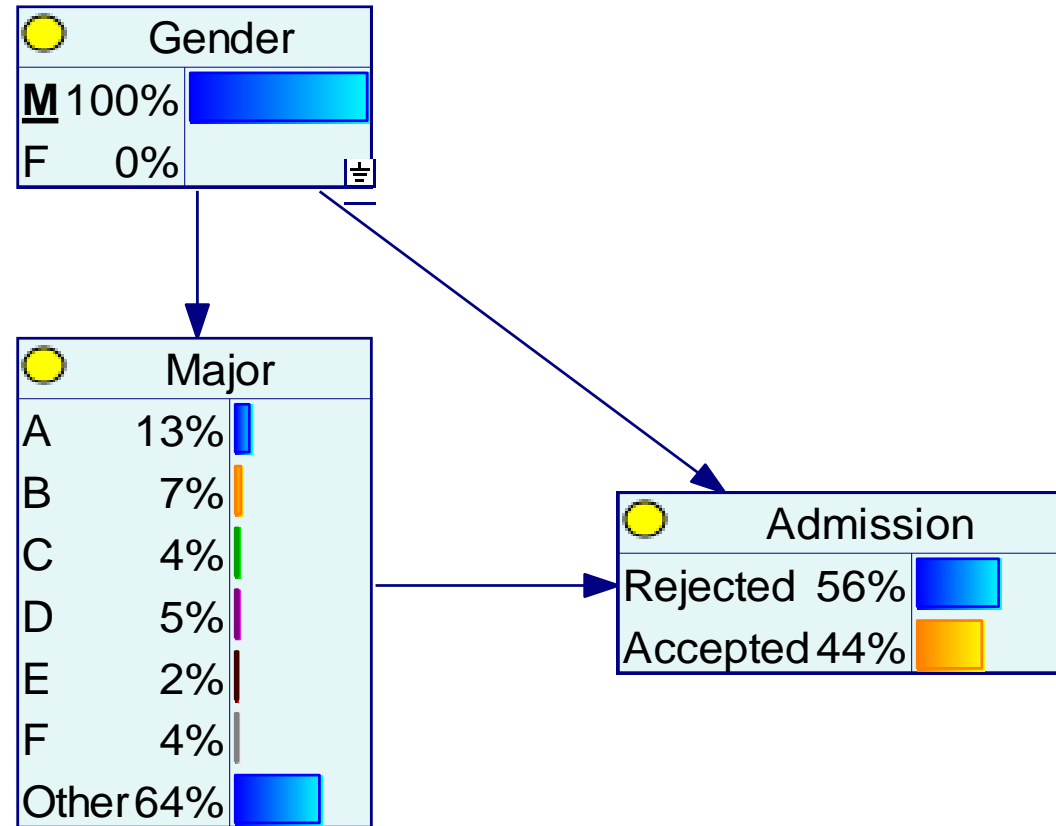 Gender
M 100%
F 0%
Major
A 13%
B 7%
C 4%
D 5%
E 2%
F 4%
Other 64%
Admission
Rejected 56%
Accepted 44%